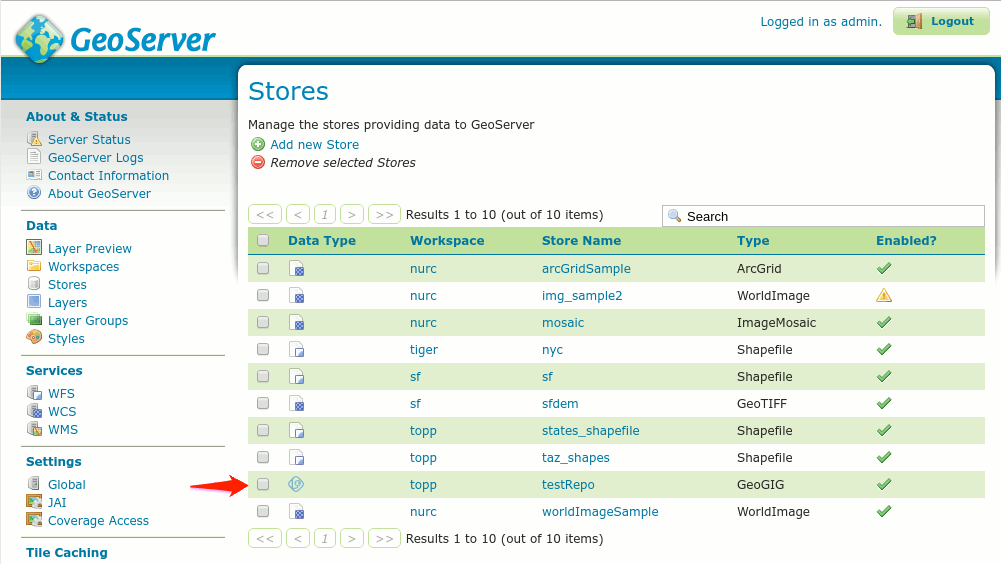 GeoServer
Logged in as admin.
Logout
About & Status
Server Status
GeoServer Logs
Contact Information
About GeoServer
Data
Layer Preview
Workspaces
Stores
Layers
Layer Groups
Styles
Services
WFS
WCS
WMS
Settings
Global
JAI
Coverage Access
Tile Caching
Stores
Manage the stores providing data to GeoServer
Add new Store
Remove selected Stores
<< < 1 > >> Results 1 to 10 (out of 10 items) Search
Data Type Workspace Store Name Type Enabled?
nurc arcGridSample ArcGrid
nurc img_sample2 WorldImage
nurc mosaic ImageMosaic
tiger nyc Shapefile
sf sf Shapefile
sf sfdem GeoTIFF
topp states_shapefile Shapefile
topp taz_shapes Shapefile
topp testRepo GeoGIG
nurc worldImageSample WorldImage
<< < 1 > >> Results 1 to 10 (out of 10 items)